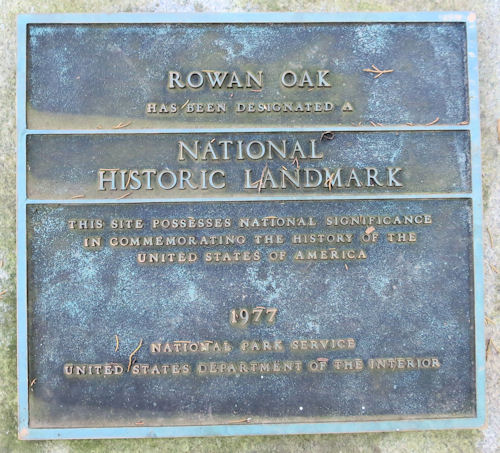 ROWAN OAK
HAS BEEN DESIGNATED A
NATIONAL
HISTORIC LANDMARK
THIS SITE POSSESSES NATIONAL SIGNIFICANCE
IN COMMEMORATING THE HISTORY OF THE
UNITED STATES OF AMERICA
1977
NATIONAL PARK SERVICE
UNITED STATES DEPARTMENT OF THE INTERIOR